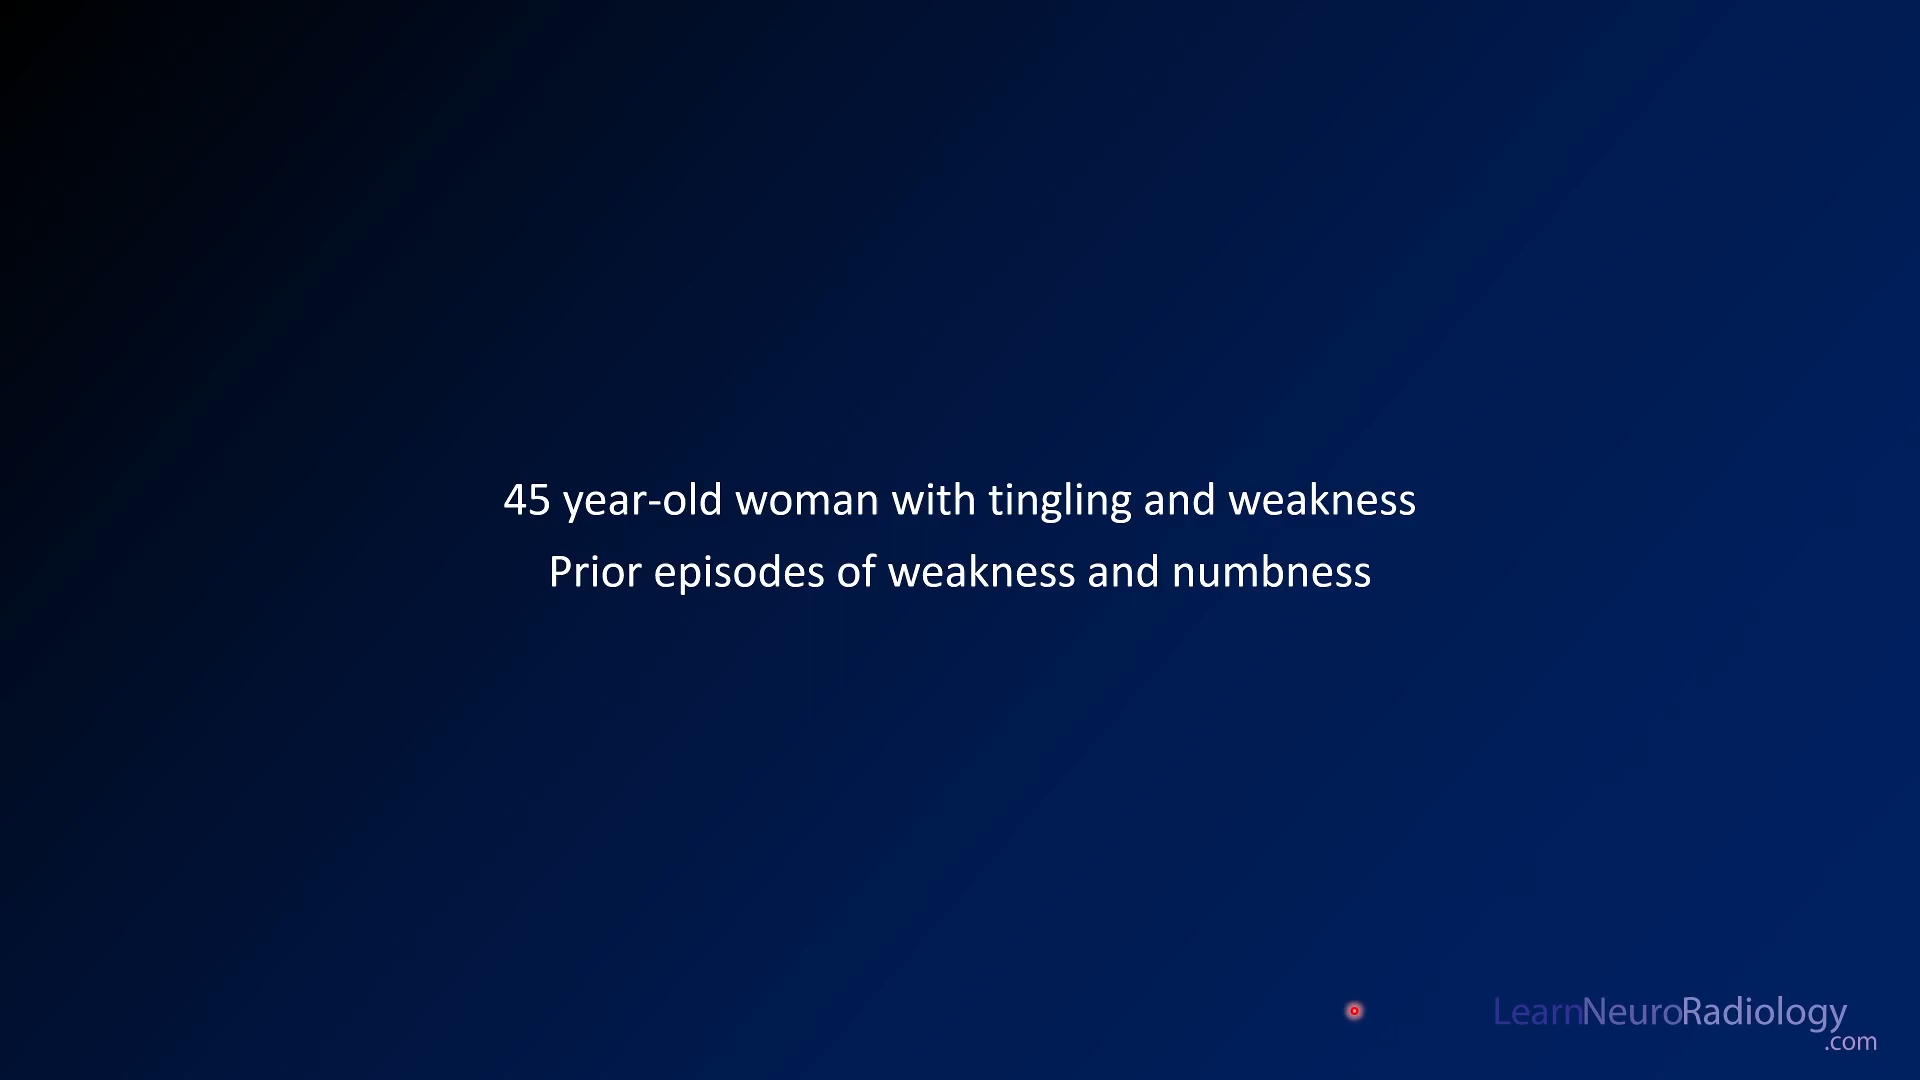 45 year-old woman with tingling and weakness
Prior episodes of weakness and numbness
LearnNeuroRadiology
.com